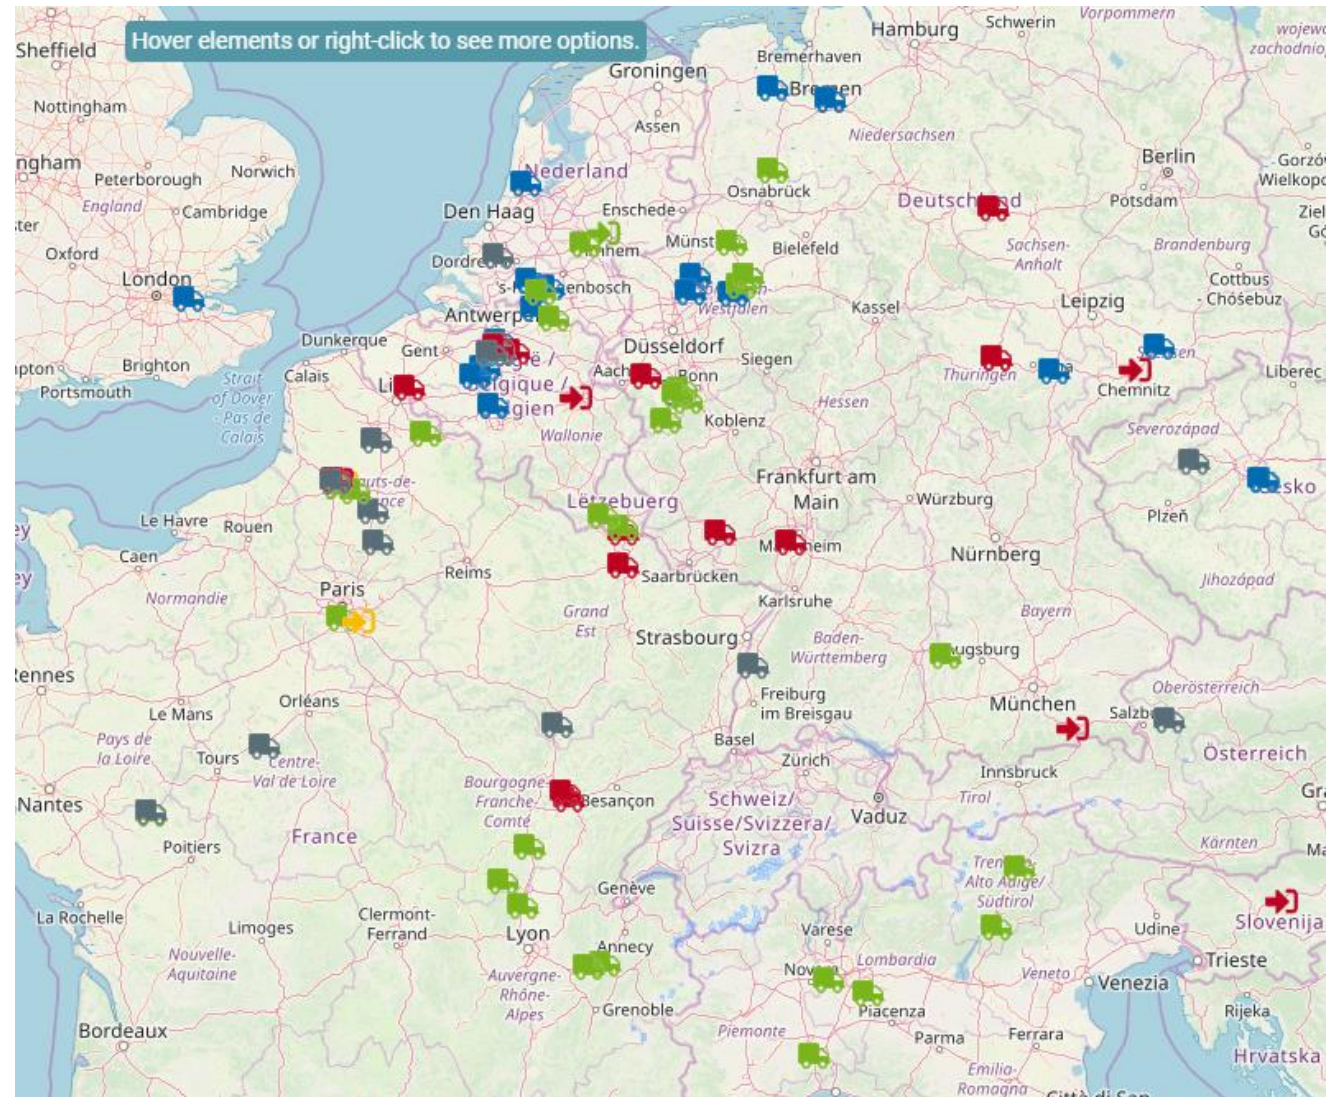 Hover elements or right-click to see more options.
Sheffield
Hamburg
Schwerin
Vorpommern
Bremerhaven
Groningen
Nottingham
Assen
Niedersachsen
Norwich
Nederland
Berlin
Peterborough
England
Cambridge
Osnabrück
Potsdam
Den Haag
Enschede
Oxford
Bielefeld
Sachsen-
Anhalt
Brandenburg
London
Cottbus
- Chóśebuz
Kassel
Leipzig
Dunkerque
Gent
Düsseldorf
Siegen
Brighton
Calais
Portsmouth
Strait
of Dover
- Pas de
Calais
Bonn
Thüringen
Chemnitz
Liberec
Hessen
Koblenz
Wallonie
Severozápad
Frankfurt am
Main
Lëtzebuerg
Würzburg
Plzeň
Le Havre
Rouen
Nürnberg
Caen
Reims
Saarbrücken
Jihozápad
Paris
Normandie
Karlsruhe
Grand
Est
Bayern
Strasbourg
Baden-
Württemberg
Orléans
Freiburg
im Breisgau
München
Oberösterreich
Le Mans
Pays de
la Loire
Tours
Centre-
Val de Loire
Basel
Zürich
Österreich
Innsbruck
Tirol
Nantes
Bourgogne-
Franche-
Comté
Besançon
Schweiz/
Suisse/Svizzera/
Svizra
Vaduz
France
Poitiers
Kärnten
Alto Adige/
Südtirol
Genève
La Rochelle
Clermont-
Ferrand
Limoges
Lyon
Annecy
Varese
Udine
Slovenija
Nouvelle-
Aquitaine
Lombardia
Trieste
Auvergne-
Rhône-
Alpes
Veneto
Venezia
Grenoble
Piacenza
Rijeka
Bordeaux
Piemonte
Parma
Ferrara
Hrvatska
Emilia-
Romagna